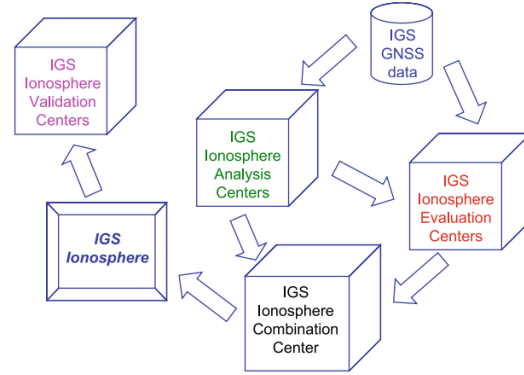 IGS
Ionosphere
Validation
Centers
IGS
GNSS
data
IGS
Ionosphere
Analysis
Centers
IGS
Ionosphere
Evaluation
Centers
IGS
Ionosphere
IGS
Ionosphere
Combination
Center